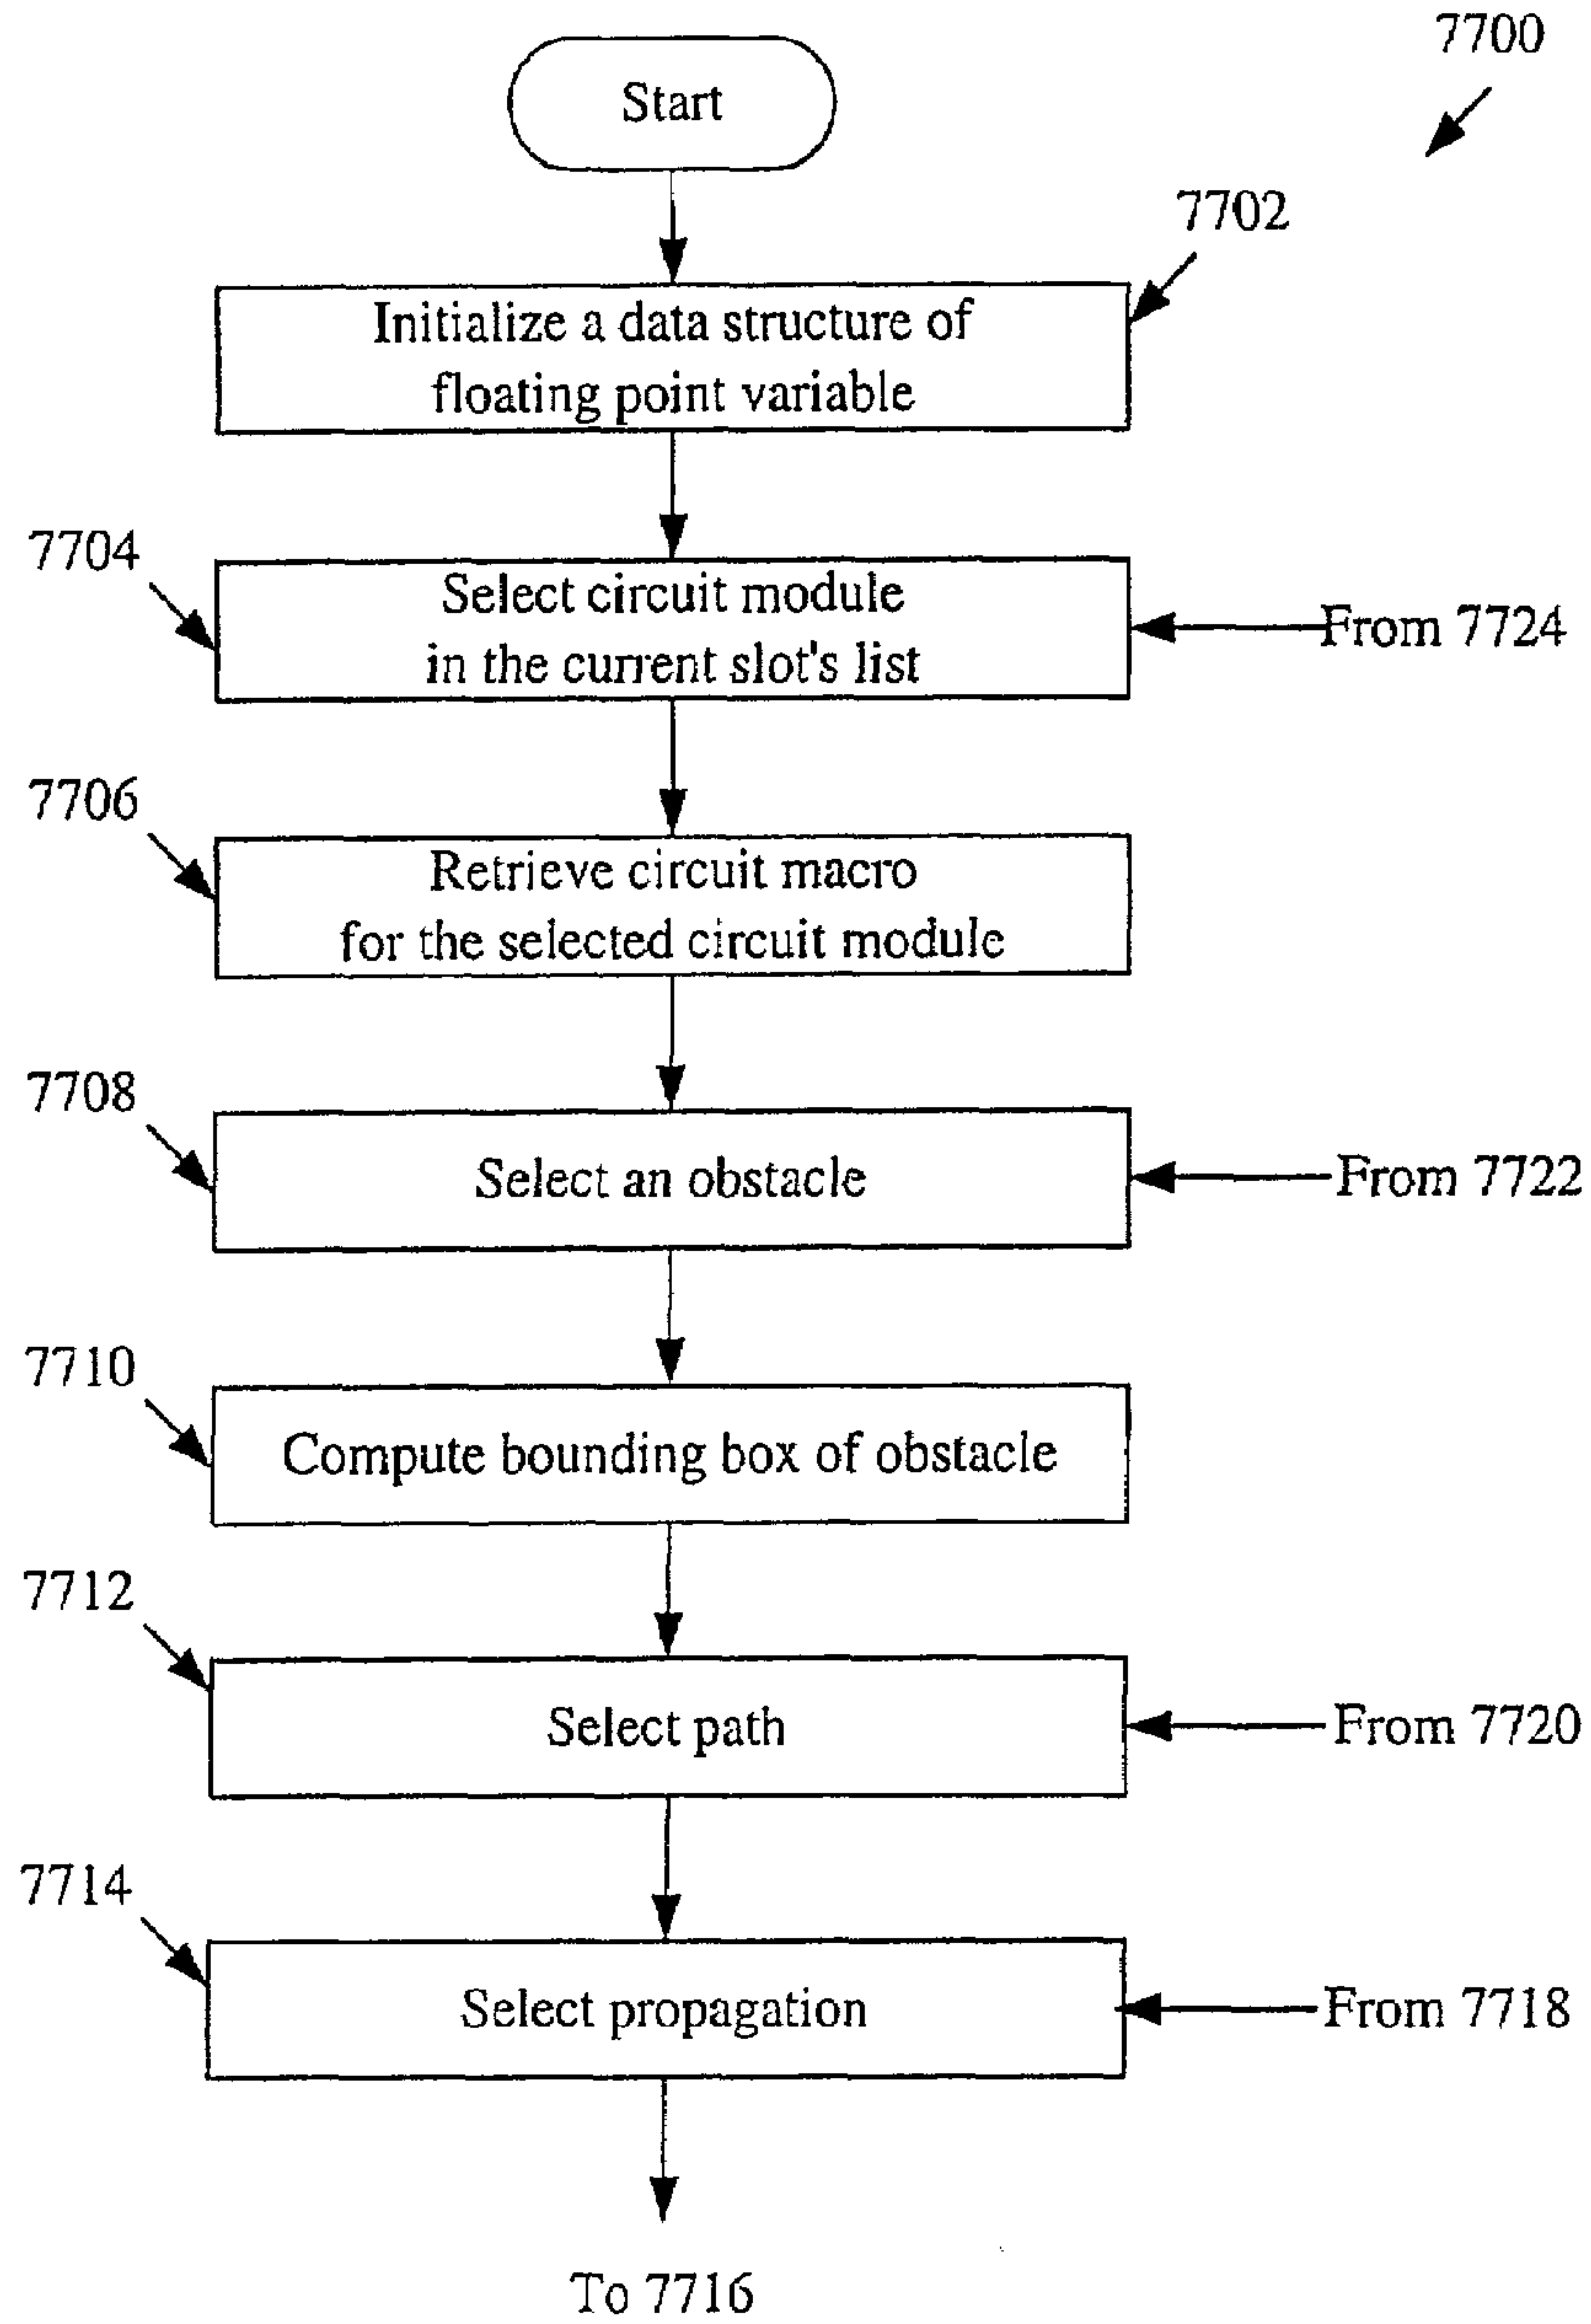 7700
Start
7702
Initialize a data structure of
floating point variable
7704
Select circuit module
in the current slot's list
From 7724
7706
Retrieve circuit macro
for the selected circuit module
7708
Select an obstacle
From 7722
7710
Compute bounding box of obstacle
7712
Select path
From 7720
7714
Select propagation
From 7718
To 7716